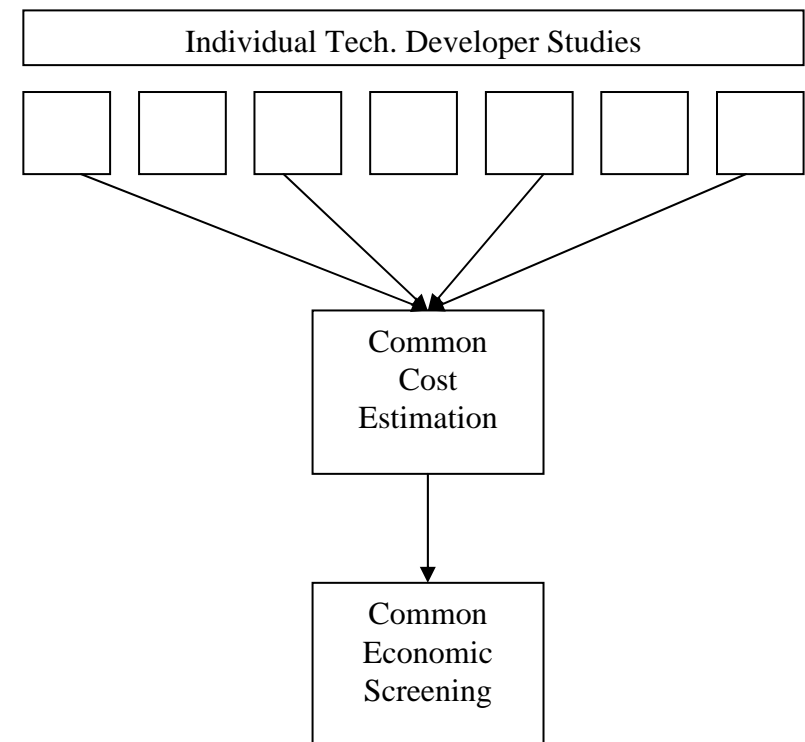 Individual Tech. Developer Studies
Common
Cost
Estimation
Common
Economic
Screening